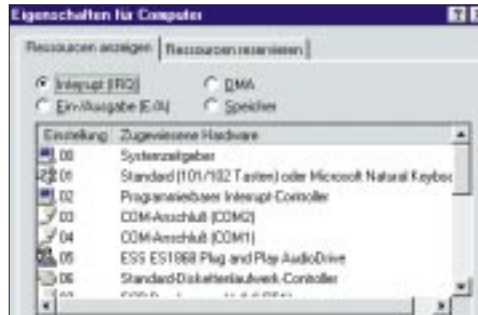 Eigenschaften für Computer
Ressourcen anzeigen Ressourcen reservieren
Interrupt (IRQ) DMA
Ein-/Ausgabe (E/A) Speicher
Einstellung Zugewiesene Hardware
00 Systemzeitgeber
01 Standard (101/102 Tasten) oder Microsoft Natural Keyboa
02 Programmierbarer Interrupt-Controller
03 COM-Anschluß (COM2)
04 COM-Anschluß (COM1)
05 ESS ES1868 Plug and Play AudioDrive
06 Standard-Diskettenlaufwerk-Controller
07